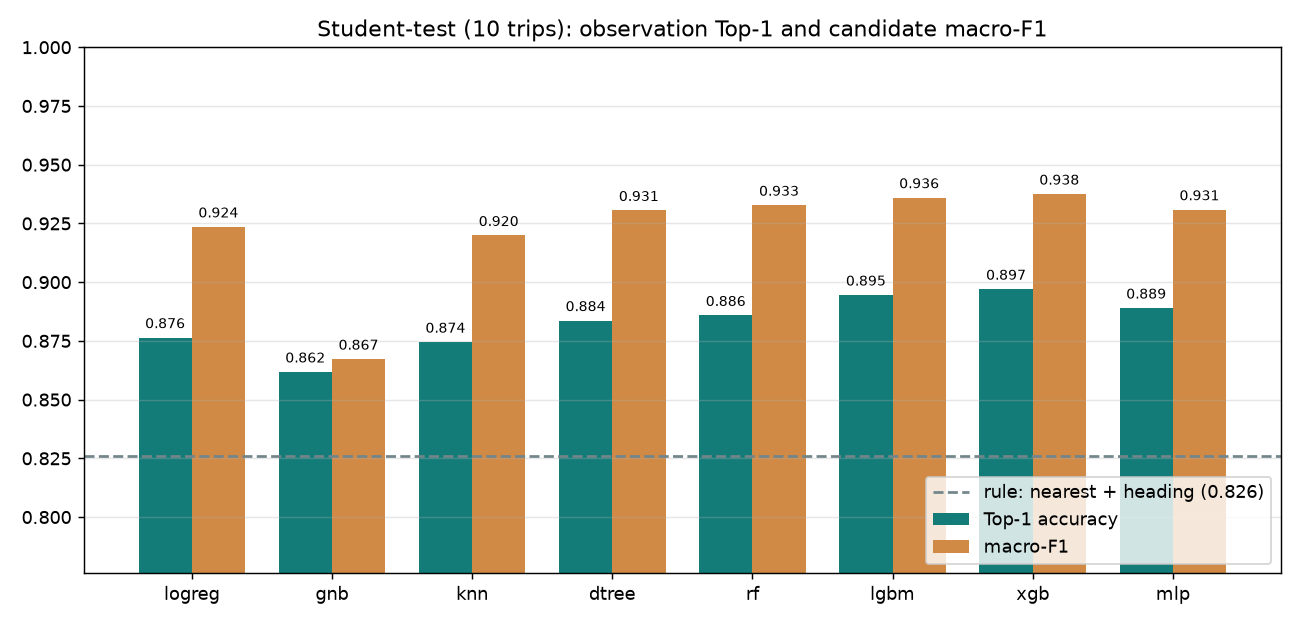 Student-test (10 trips): observation Top-1 and candidate macro-F1
1.000
0.975
0.950
0.925
0.900
0.875
0.850
0.825
0.800
0.876
0.924
0.862
0.867
0.874
0.920
0.884
0.931
0.886
0.933
0.895
0.936
0.897
0.938
0.889
0.931
rule: nearest + heading (0.826)
Top-1 accuracy
macro-F1
logreg
gnb
knn
dtree
rf
lgbm
xgb
mlp